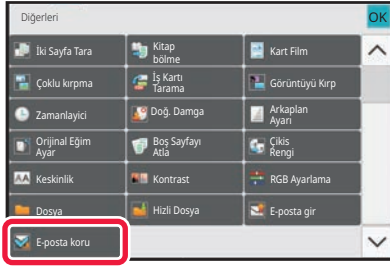 Diğerleri
OK
İki Sayfa Tara
Kitap
bölme
Kart Film
Çoklu kırpma
İş Kartı
Tarama
Görüntüyü Kırp
Zamanlayici
Doğ. Damga
Arkaplan
Ayarı
Orijinal Eğim
Ayar
Boş Sayfayı
Atla
Çikis
Rengi
AA
Keskinlik
Kontrast
RGB Ayarlama
Dosya
Hizli Dosya
E-posta gir
E-posta koru